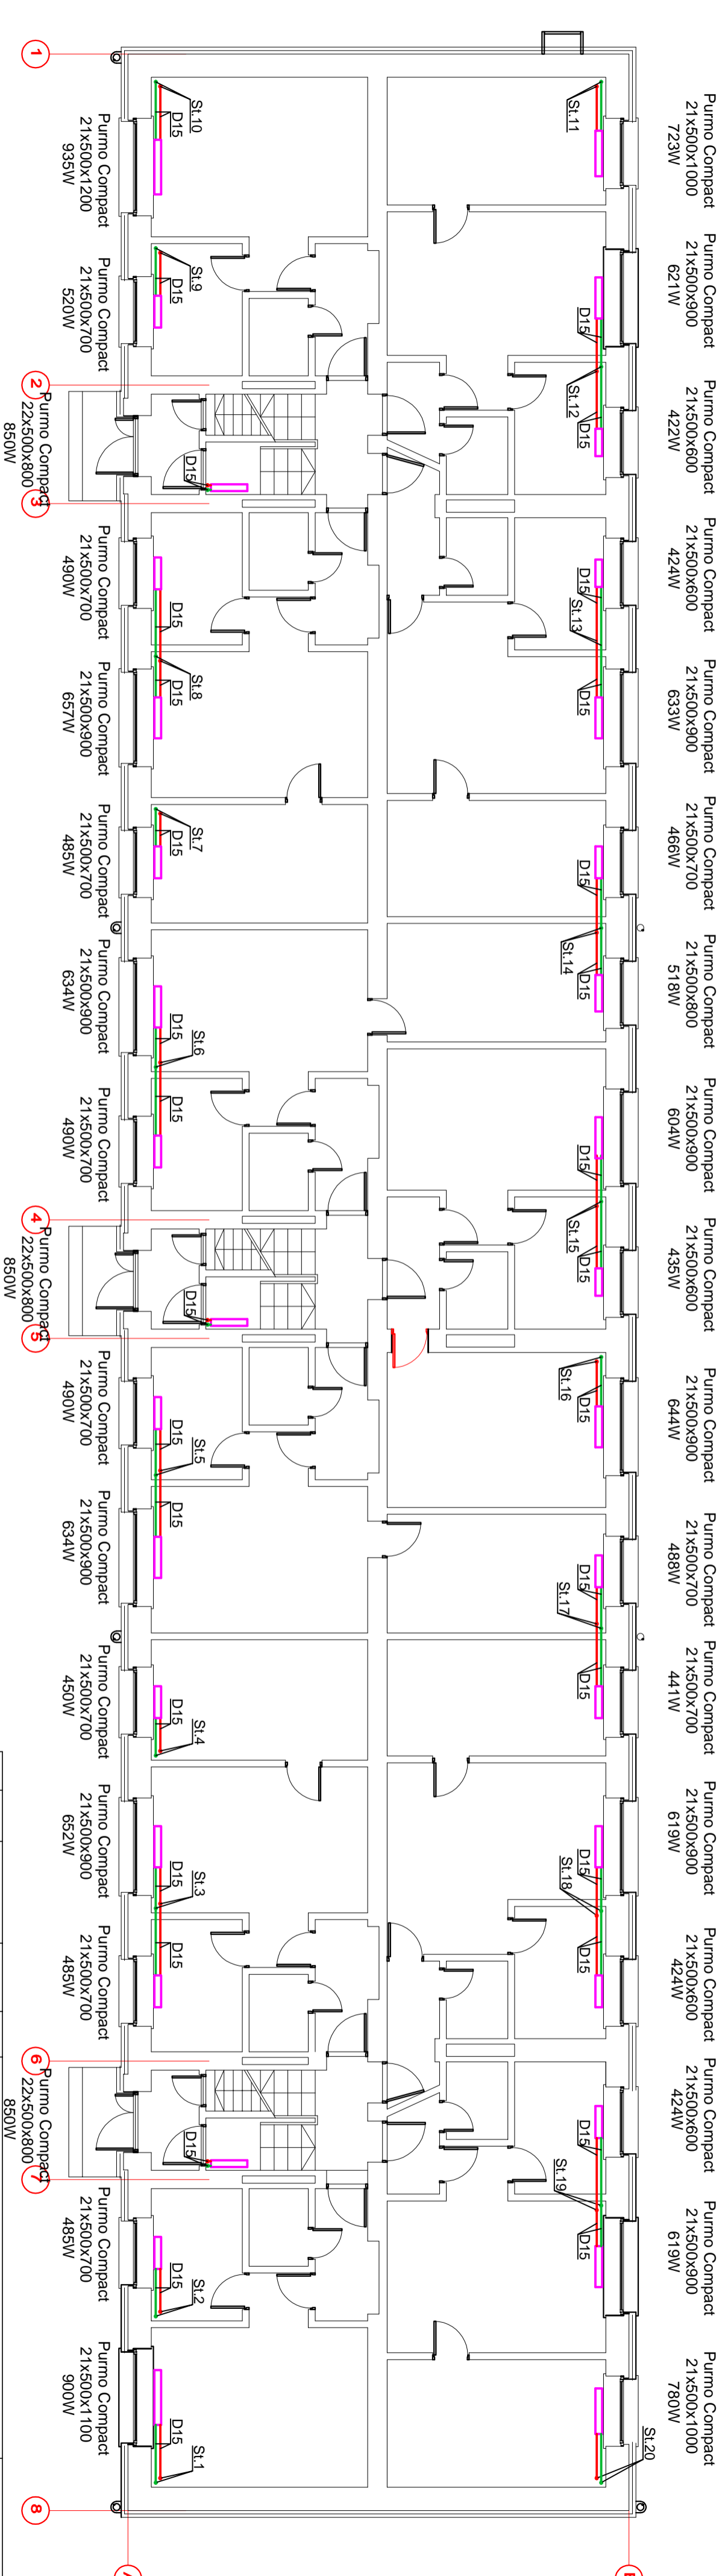 Purmo Compact
21x500x1000
723W
Purmo Compact
21x500x900
621W
Purmo Compact
21x500x600
422W
Purmo Compact
21x500x600
424W
Purmo Compact
21x500x900
633W
Purmo Compact
21x500x700
466W
Purmo Compact
21x500x800
518W
Purmo Compact
21x500x900
604W
Purmo Compact
21x500x600
435W
Purmo Compact
21x500x900
644W
Purmo Compact
21x500x700
488W
Purmo Compact
21x500x700
441W
Purmo Compact
21x500x900
619W
Purmo Compact
21x500x600
424W
Purmo Compact
21x500x600
424W
Purmo Compact
21x500x900
619W
Purmo Compact
21x500x1000
780W
St.11
D15
St.12
D15
D15
St.13
D15
D15
St.14
D15
D15
St.15
D15
St.16
D15
D15
St.17
D15
D15
St.18
D15
D15
St.19
D15
St.20
St.10
D15
St.9
D15
D15
D15
St.8
D15
St.7
D15
D15
St.6
D15
D15
D15
St.5
D15
D15
St.4
D15
St.3
D15
D15
D15
St.2
D15
St.1
Purmo Compact
21x500x1200
935W
Purmo Compact
21x500x700
520W
Purmo Compact
22x500x800
850W
Purmo Compact
21x500x700
490W
Purmo Compact
21x500x900
657W
Purmo Compact
21x500x700
485W
Purmo Compact
21x500x900
634W
Purmo Compact
21x500x700
490W
Purmo Compact
22x500x800
850W
Purmo Compact
21x500x700
490W
Purmo Compact
21x500x900
634W
Purmo Compact
21x500x700
450W
Purmo Compact
21x500x900
652W
Purmo Compact
21x500x700
485W
Purmo Compact
22x500x800
850W
Purmo Compact
21x500x700
485W
Purmo Compact
21x500x1100
900W
1
2
3
4
5
6
7
8